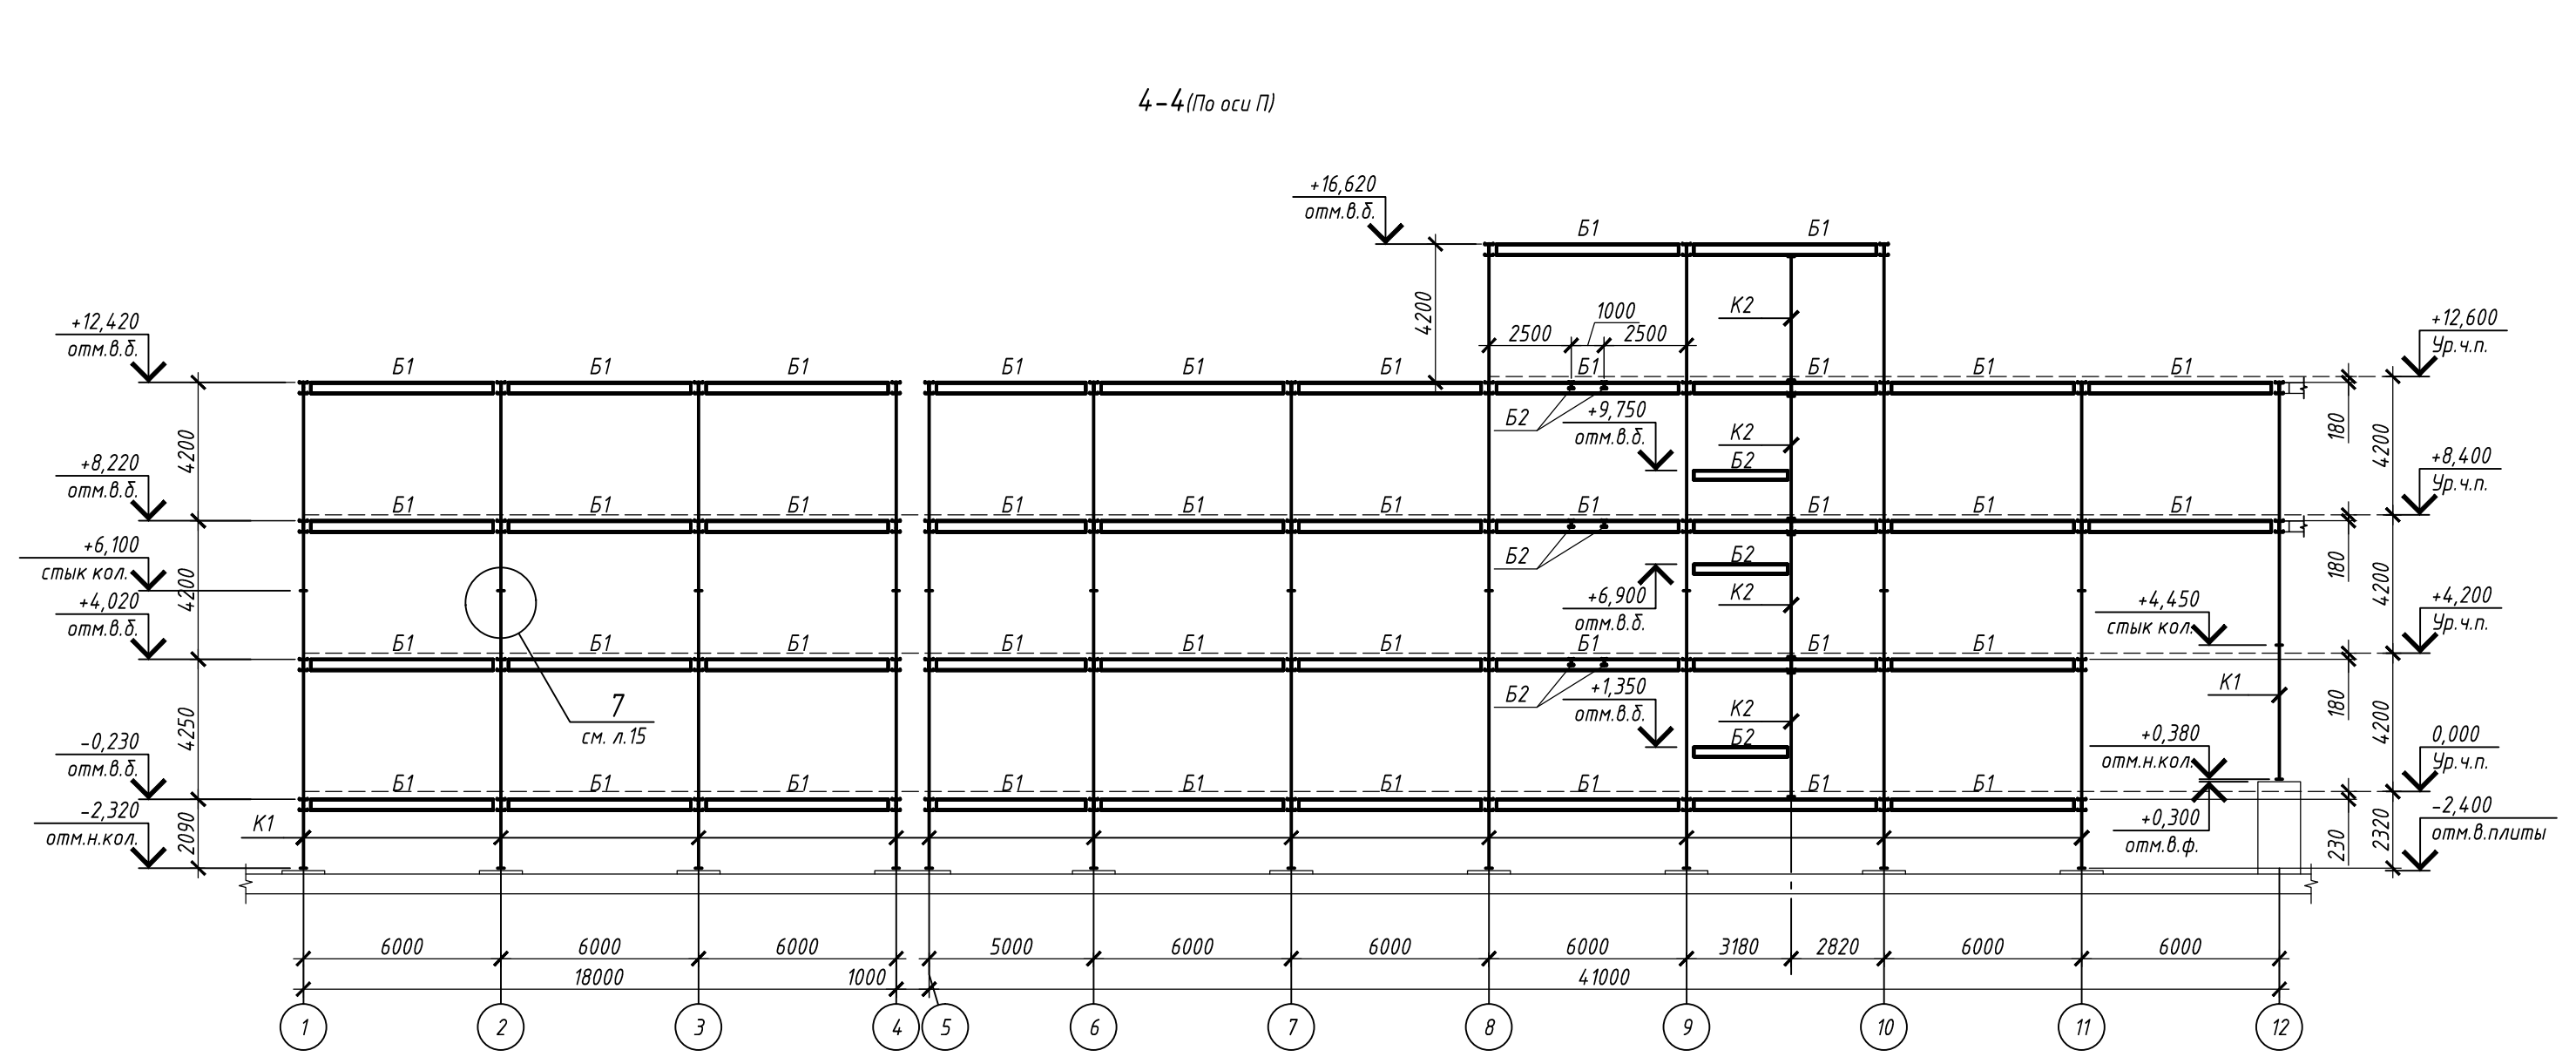 4-4(По оси П)
+16,620
отм.в.б.
Б1 Б1
4200
К2
1000
2500 2500
+12,420
отм.в.б.
+12,600
Ур.ч.п.
Б1 Б1 Б1 Б1 Б1 Б1 Б1 Б1 Б1 Б1
Б2
+9,750
отм.в.б.
К2
Б2
4200
180
4200
+8,220
отм.в.б.
+8,400
Ур.ч.п.
Б1 Б1 Б1 Б1 Б1 Б1 Б1 Б1 Б1 Б1
Б2
Б2
+6,900
отм.в.б.
К2
+6,100
стык кол.
4200
180
4200
+4,020
отм.в.б.
+4,450
стык кол.
+4,200
Ур.ч.п.
Б1 Б1 Б1 Б1 Б1 Б1 Б1 Б1 Б1
Б2
+1,350
отм.в.б.
К2
Б2
К1
7
см. л.15
4250
180
4200
-0,230
отм.в.б.
+0,380
отм.н.кол.
0,000
Ур.ч.п.
Б1 Б1 Б1 Б1 Б1 Б1 Б1 Б1 Б1
-2,320
отм.н.кол.
2090
К1
+0,300
отм.в.ф.
230
2320
-2,400
отм.в.плиты
6000 6000 6000 5000 6000 6000 6000 3180 2820 6000 6000
18000 1000 41000
1 2 3 4 5 6 7 8 9 10 11 12